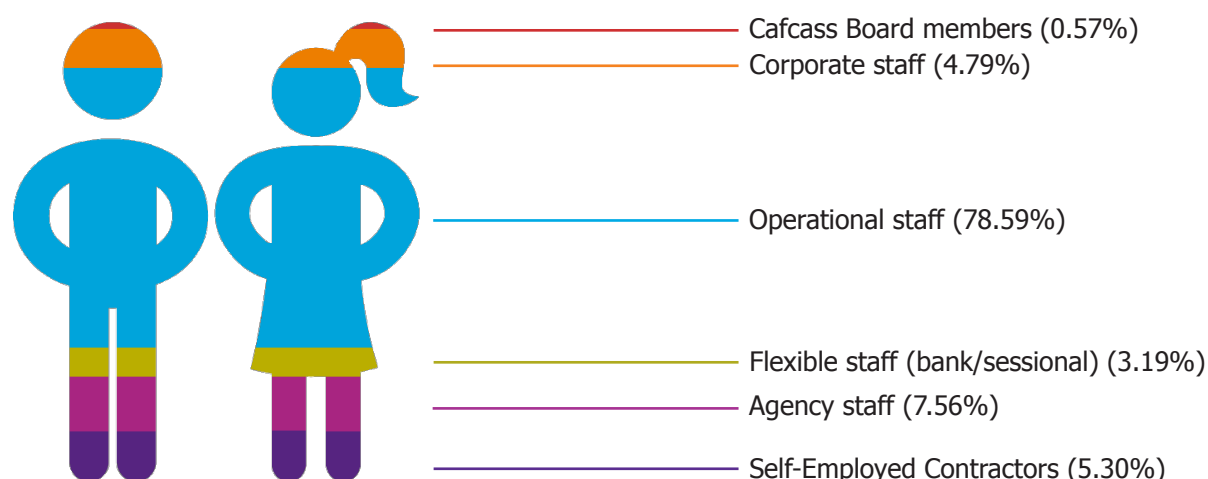 Cafcass Board members (0.57%)
Corporate staff (4.79%)
Operational staff (78.59%)
Flexible staff (bank/sessional) (3.19%)
Agency staff (7.56%)
Self-Employed Contractors (5.30%)